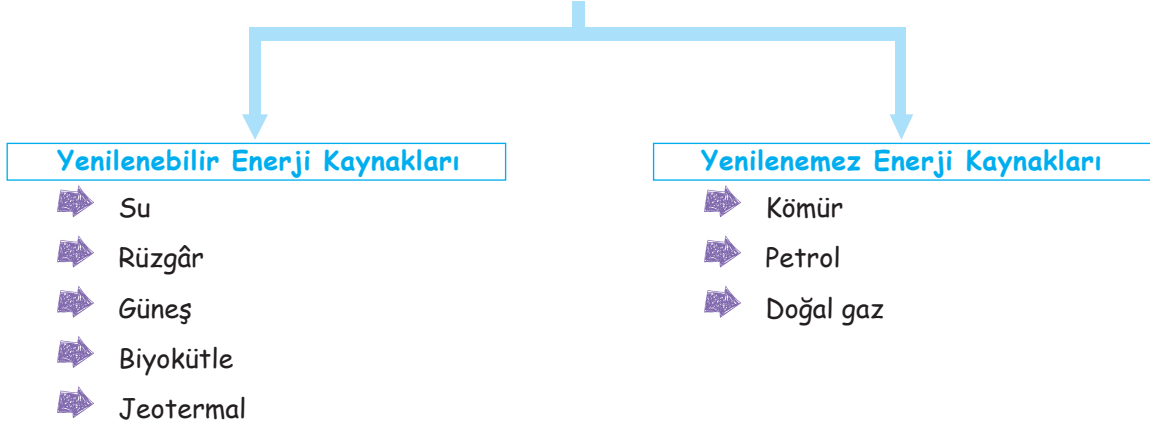 Yenilenebilir Enerji Kaynakları
Su
Rüzgâr
Güneş
Biyokütle
Jeotermal
Yenilenemez Enerji Kaynakları
Kömür
Petrol
Doğal gaz